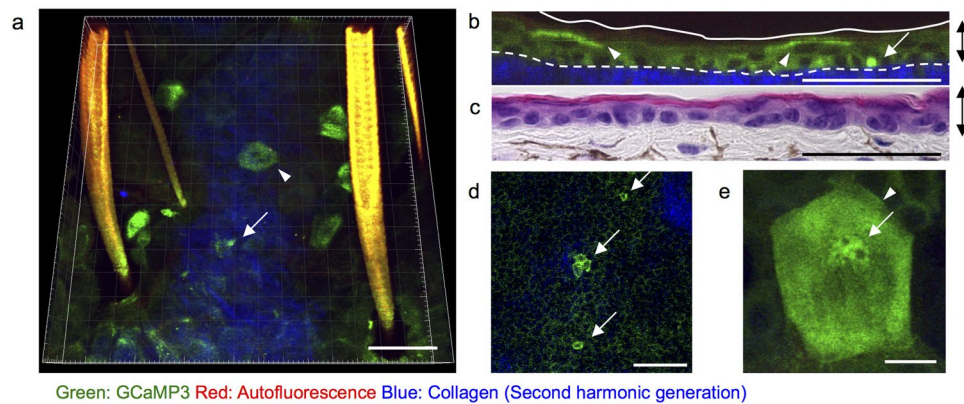 a
b
c
d
e
Green: GCaMP3 Red: Autofluorescence Blue: Collagen (Second harmonic generation)